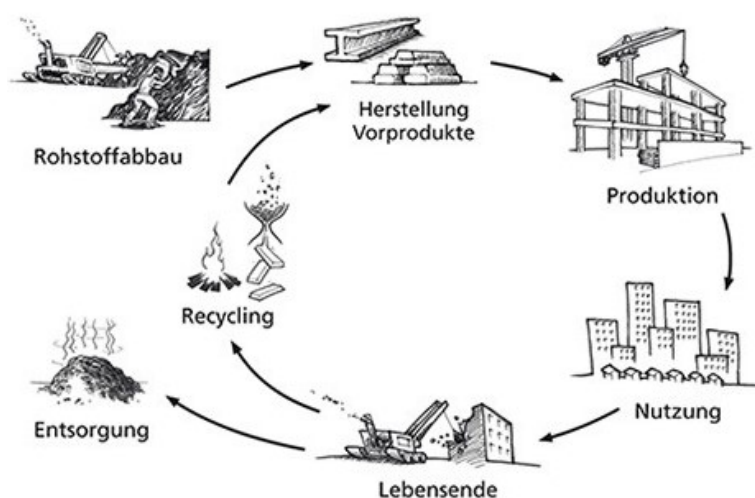 Rohstoffabbau
Herstellung
Vorprodukte
Produktion
Nutzung
Lebensende
Recycling
Entsorgung